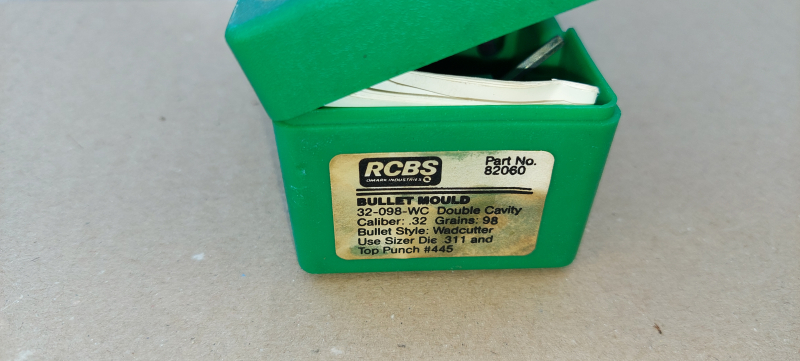 RCBS
OMARK INDUSTRIES
Part No.
82060
BULLET MOULD
32-098-WC Double Cavity
Caliber: .32 Grains: 98
Bullet Style: Wadcutter
Use Sizer Die .311 and
Top Punch #445